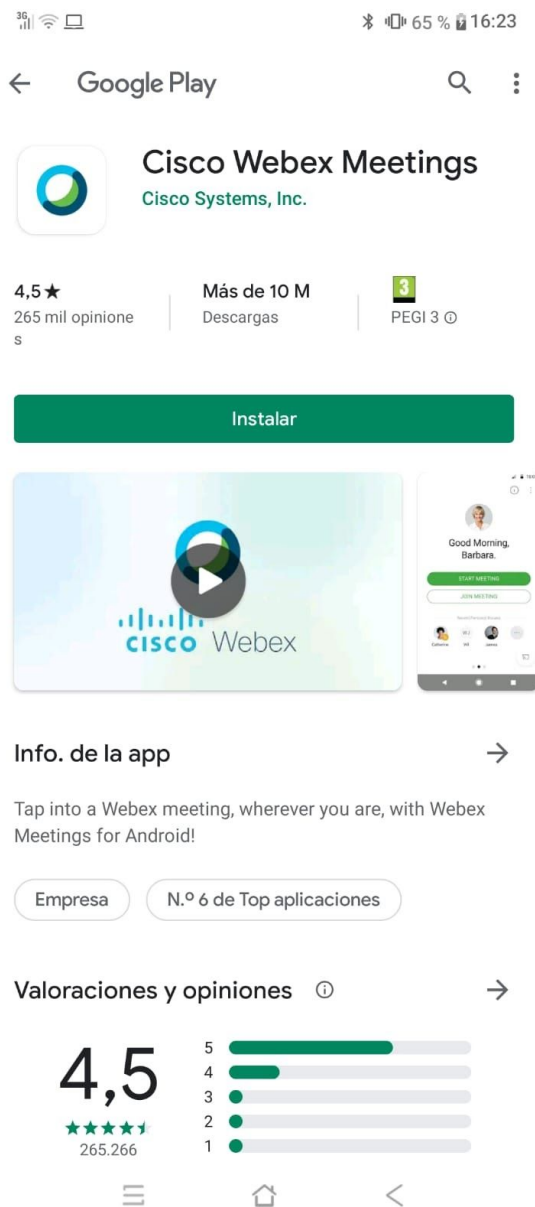 3G 65 % 16:23
Google Play
Cisco Webex Meetings
Cisco Systems, Inc.
4,5★ Más de 10 M 3
265 mil opinione Descargas PEGI 3
s
Instalar
Good Morning,
Barbara.
START MEETING
JOIN MEETING
cisco Webex
Info. de la app
Tap into a Webex meeting, wherever you are, with Webex
Meetings for Android!
Empresa N.º 6 de Top aplicaciones
Valoraciones y opiniones
4,5
265.266
5
4
3
2
1